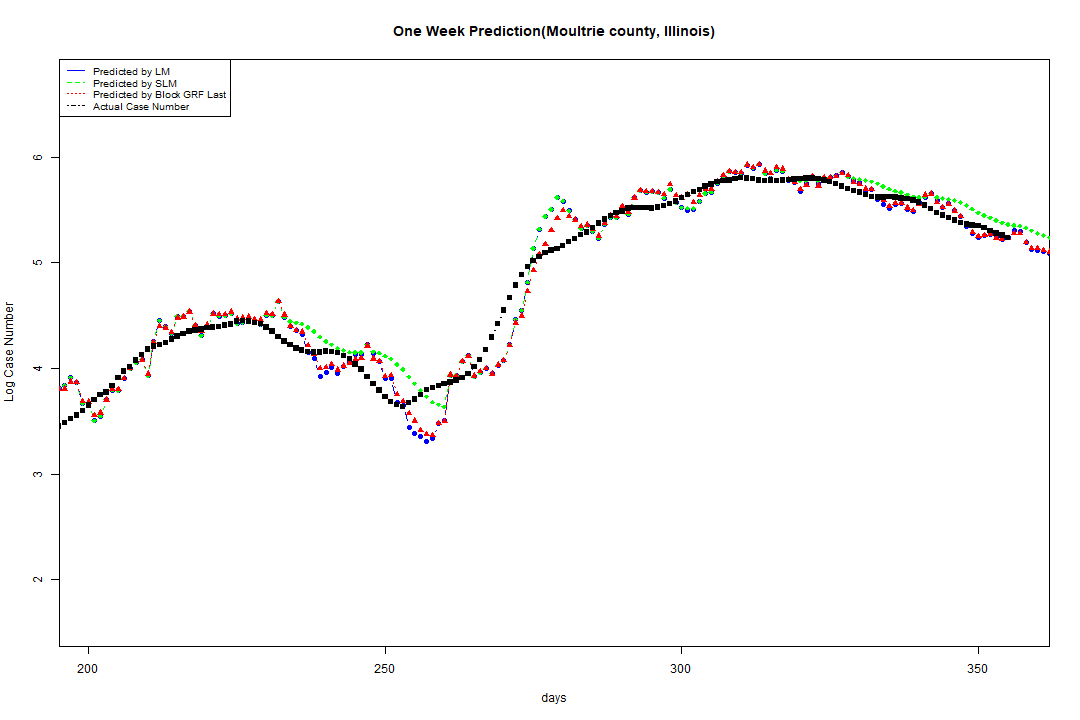 One Week Prediction(Moultrie county, Illinois)
Predicted by LM
Predicted by SLM
Predicted by Block GRF Last
Actual Case Number
Log Case Number
6
5
4
3
2
200 250 300 350
days